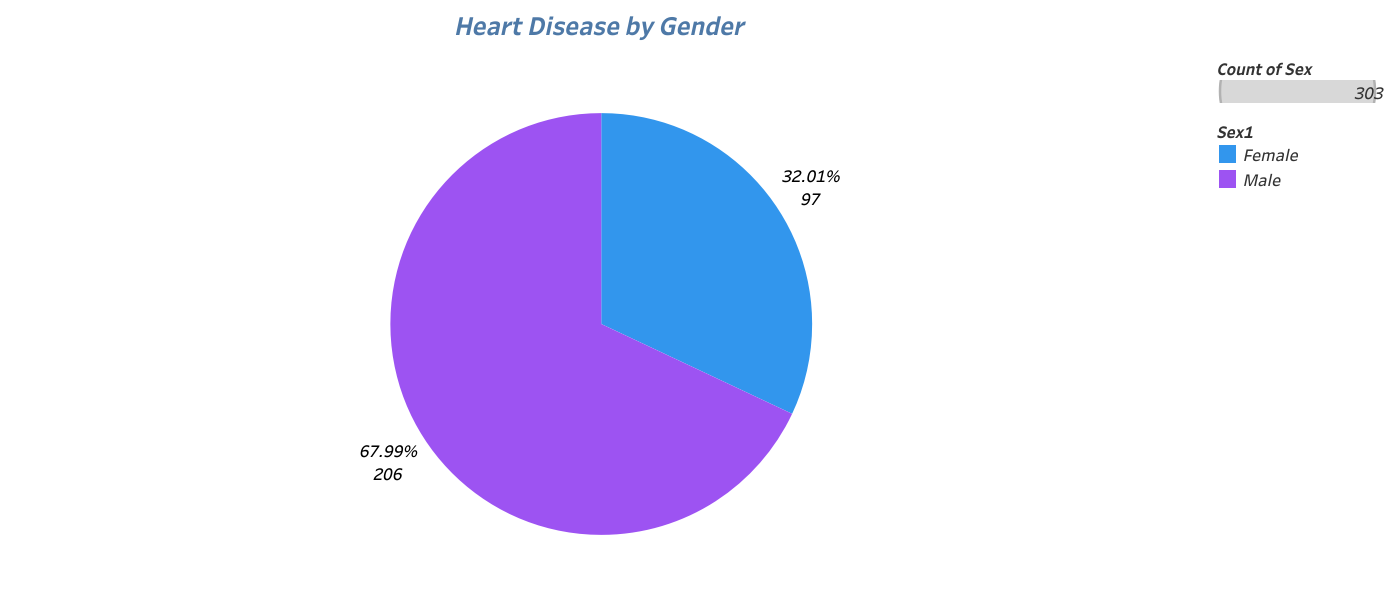 Heart Disease by Gender
Count of Sex
303
Sex1
Female
Male
32.01%
97
67.99%
206